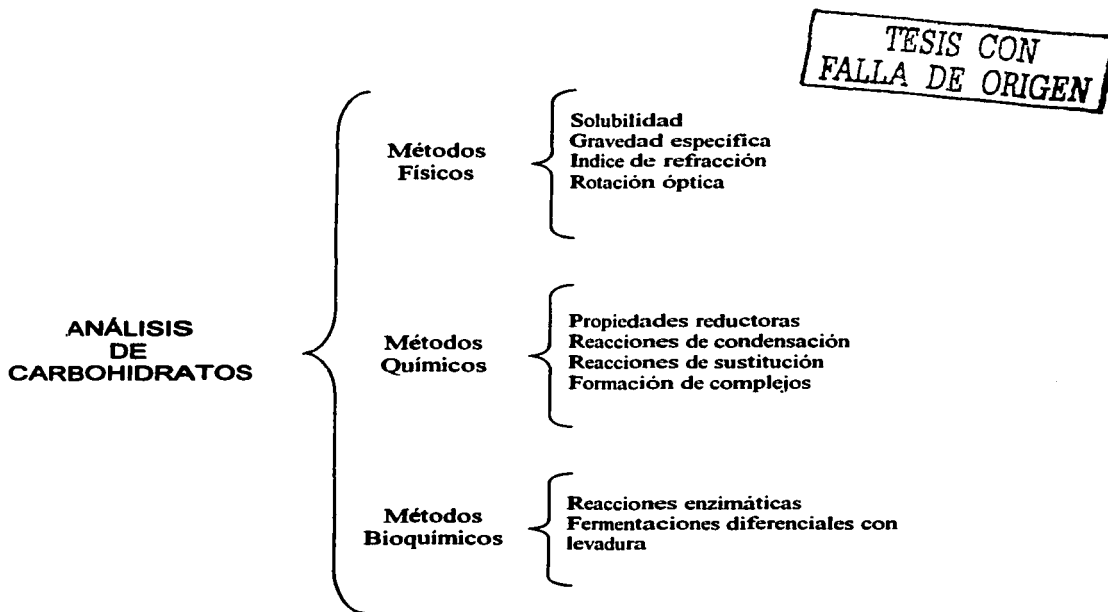 TESIS CON
FALLA DE ORIGEN
ANÁLISIS
DE
CARBOHIDRATOS
Métodos
Físicos
Solubilidad
Gravedad específica
Indice de refracción
Rotación óptica
Métodos
Químicos
Propiedades reductoras
Reacciones de condensación
Reacciones de sustitución
Formación de complejos
Métodos
Bioquímicos
Reacciones enzimáticas
Fermentaciones diferenciales con
levadura